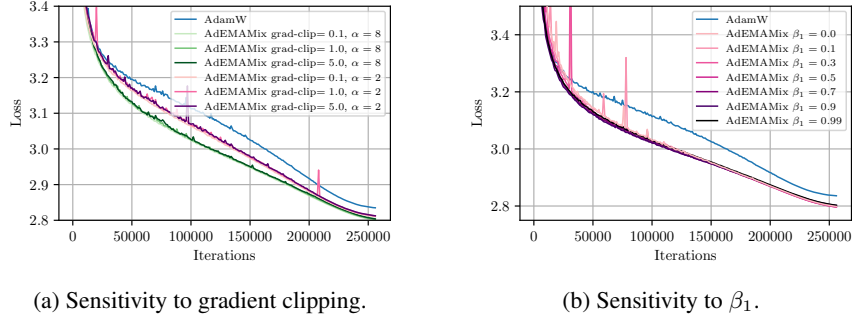 3.4
3.2
3.0
2.9
2.8
Loss
0
50000
100000
150000
200000
250000
Iterations
AdamW
AdEMAMix grad-clip= 0.1, α = 8
AdEMAMix grad-clip= 1.0, α = 8
AdEMAMix grad-clip= 5.0, α = 8
AdEMAMix grad-clip= 0.1, α = 2
AdEMAMix grad-clip= 1.0, α = 2
AdEMAMix grad-clip= 5.0, α = 2
(a) Sensitivity to gradient clipping.
3.4
3.2
3.0
2.8
Loss
0
50000
100000
150000
200000
250000
Iterations
AdamW
AdEMAMix β₁ = 0.0
AdEMAMix β₁ = 0.1
AdEMAMix β₁ = 0.3
AdEMAMix β₁ = 0.5
AdEMAMix β₁ = 0.7
AdEMAMix β₁ = 0.9
AdEMAMix β₁ = 0.99
(b) Sensitivity to β₁.